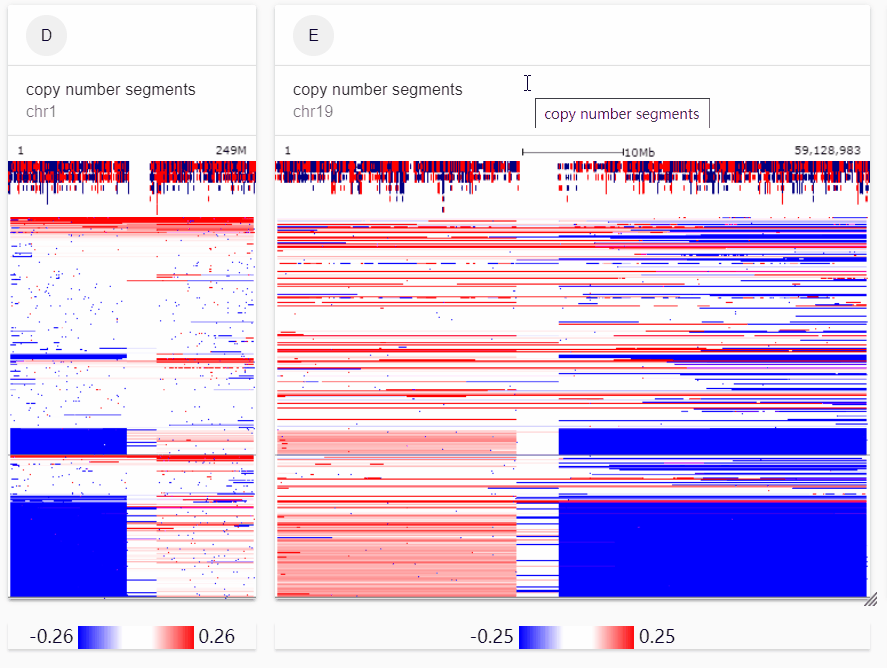 D
E
copy number segments
chr1
copy number segments
chr19
copy number segments
1 249M
1 10Mb 59,128,983
-0.26 0.26
-0.25 0.25